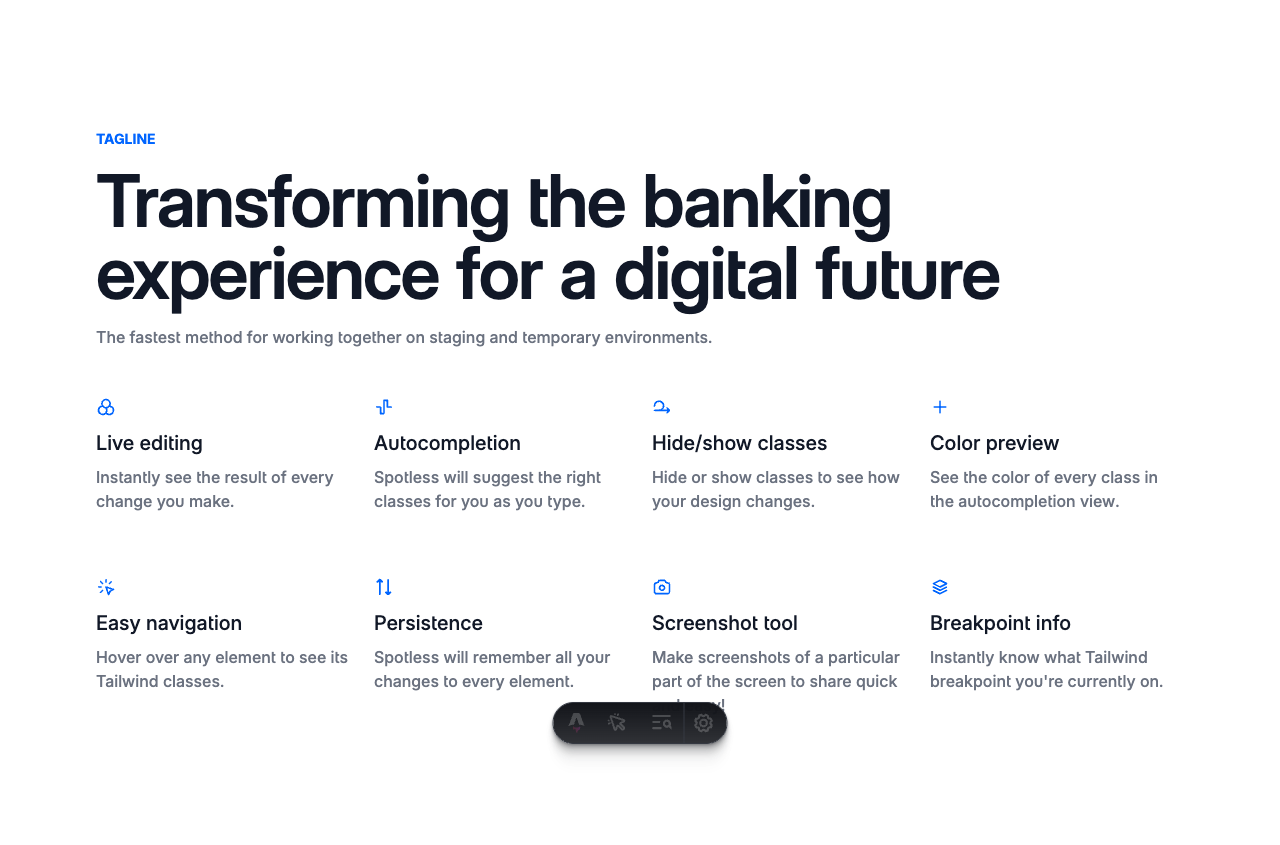 TAGLINE
Transforming the banking
experience for a digital future
The fastest method for working together on staging and temporary environments.
Live editing
Instantly see the result of every
change you make.
Autocompletion
Spotless will suggest the right
classes for you as you type.
Hide/show classes
Hide or show classes to see how
your design changes.
Color preview
See the color of every class in
the autocompletion view.
Easy navigation
Hover over any element to see its
Tailwind classes.
Persistence
Spotless will remember all your
changes to every element.
Screenshot tool
Make screenshots of a particular
part of the screen to share quick
Breakpoint info
Instantly know what Tailwind
breakpoint you're currently on.